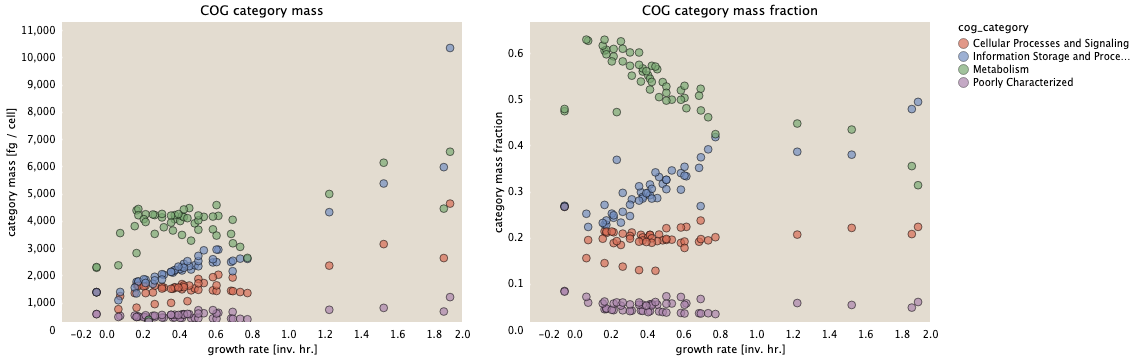 COG category mass
11,000
10,000
9,000
8,000
7,000
6,000
5,000
4,000
3,000
2,000
1,000
0
category mass [fg / cell]
−0.2 0.0 0.2 0.4 0.6 0.8 1.0 1.2 1.4 1.6 1.8 2.0
growth rate [inv. hr.]
COG category mass fraction
0.6
0.5
0.4
0.3
0.2
0.1
0.0
category mass fraction
−0.2 0.0 0.2 0.4 0.6 0.8 1.0 1.2 1.4 1.6 1.8 2.0
growth rate [inv. hr.]
cog_category
Cellular Processes and Signaling
Information Storage and Proce…
Metabolism
Poorly Characterized